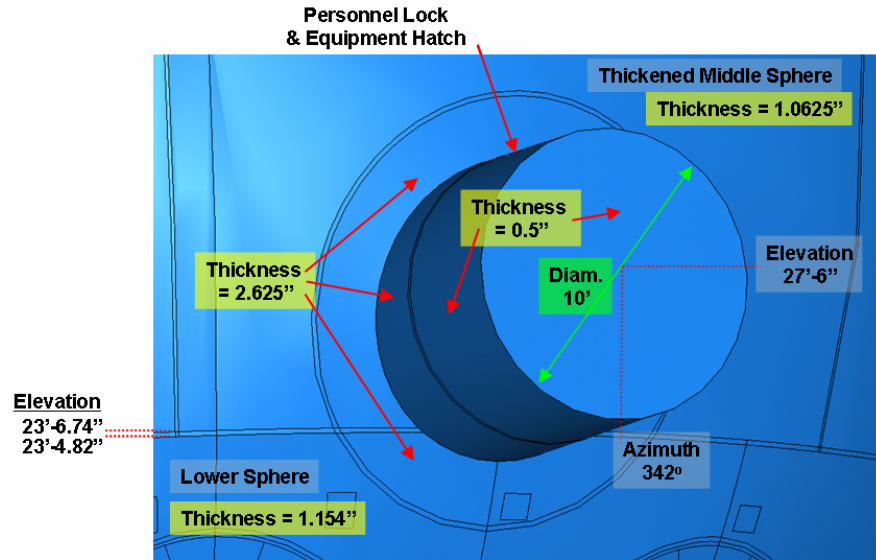 Personnel Lock
& Equipment Hatch
Thickened Middle Sphere
Thickness = 1.0625”
Thickness
= 0.5”
Elevation
27’-6”
Thickness
= 2.625”
Diam.
10’
Elevation
23’-6.74”
23’-4.82”
Azimuth
342º
Lower Sphere
Thickness = 1.154”